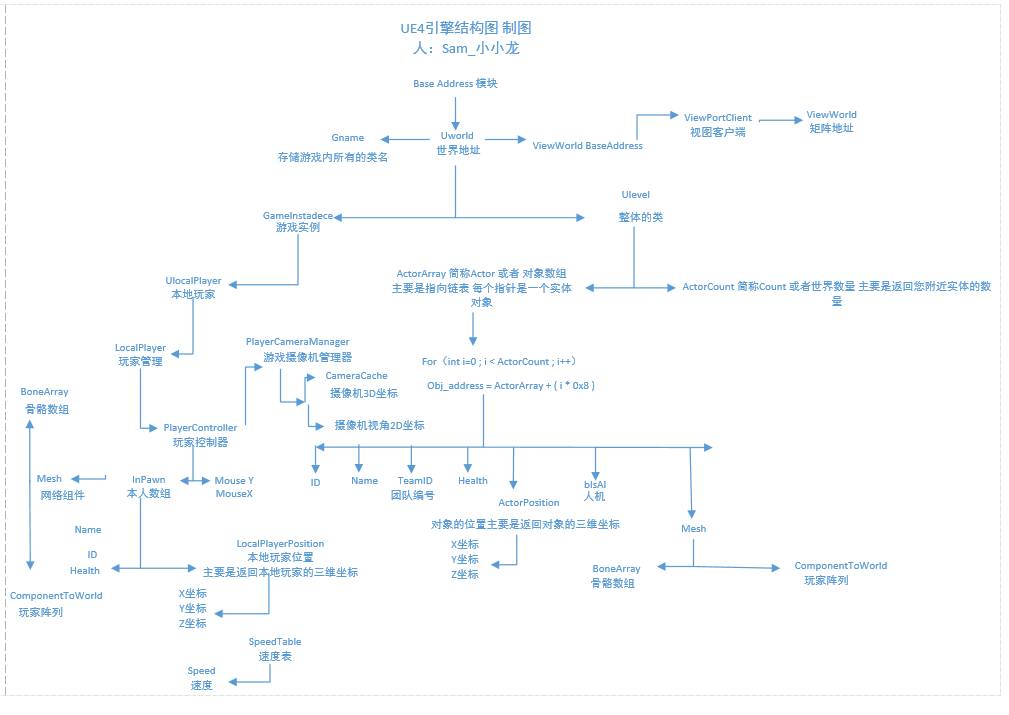 UE4引擎结构图 制图
人：Sam_小小龙
Base Address 模块
Gname
存储游戏内所有的类名
Uworld
世界地址
ViewWorld BaseAddress
ViewPortClient
视图客户端
ViewWorld
矩阵地址
GameInstadece
游戏实例
Ulevel
整体的类
UlocalPlayer
本地玩家
ActorArray 简称Actor 或者 对象数组
主要是指向链表 每个指针是一个实体
对象
ActorCount 简称Count 或者世界数量 主要是返回您附近实体的数
量
LocalPlayer
玩家管理
PlayerCameraManager
游戏摄像机管理器
CameraCache
摄像机3D坐标
摄像机视角2D坐标
For（int i=0 ; i < ActorCount ; i++）
Obj_address = ActorArray + ( i * 0x8 )
BoneArray
骨骼数组
PlayerController
玩家控制器
Mesh
网络组件
InPawn
本人数组
Mouse Y
MouseX
ID
Name
TeamID
团队编号
Health
ActorPosition
对象的位置主要是返回对象的三维坐标
X坐标
Y坐标
Z坐标
bIsAI
人机
Mesh
BoneArray
骨骼数组
ComponentToWorld
玩家阵列
Name
ID
Health
ComponentToWorld
玩家阵列
LocalPlayerPosition
本地玩家位置
主要是返回本地玩家的三维坐标
X坐标
Y坐标
Z坐标
SpeedTable
速度表
Speed
速度